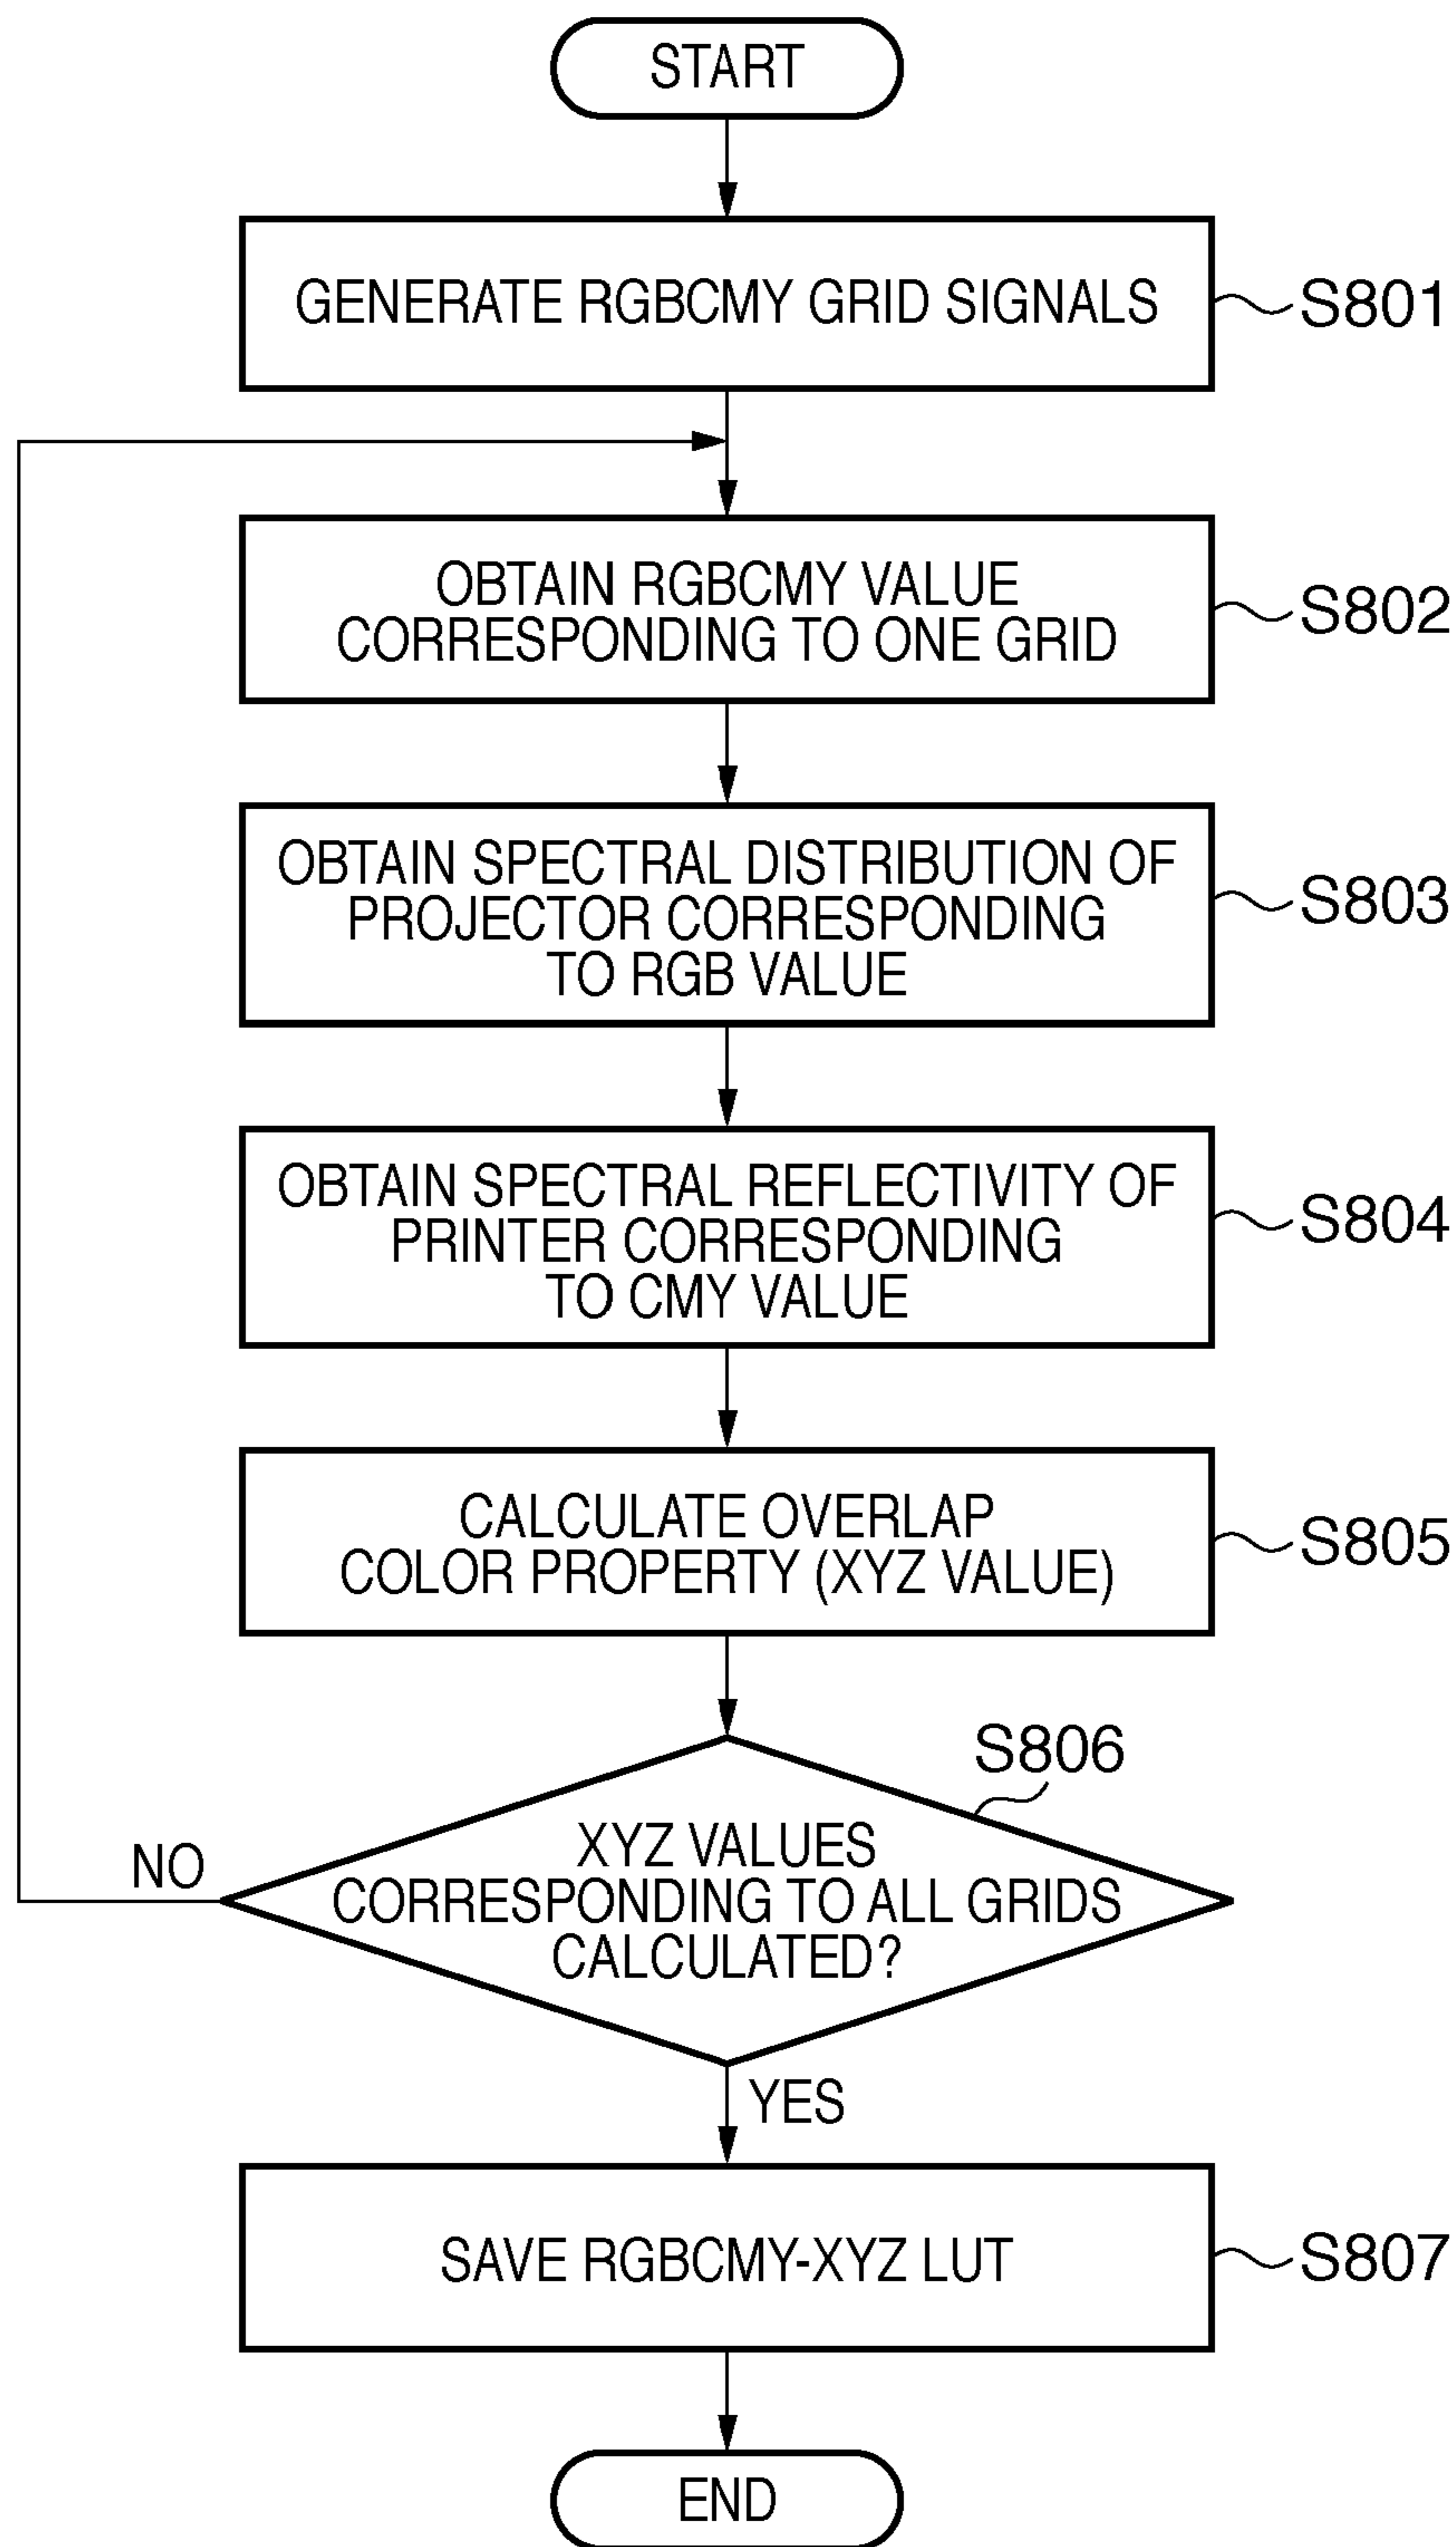 START
GENERATE RGBCMY GRID SIGNALS
S801
OBTAIN RGBCMY VALUE
CORRESPONDING TO ONE GRID
S802
OBTAIN SPECTRAL DISTRIBUTION OF
PROJECTOR CORRESPONDING
TO RGB VALUE
S803
OBTAIN SPECTRAL REFLECTIVITY OF
PRINTER CORRESPONDING
TO CMY VALUE
S804
CALCULATE OVERLAP
COLOR PROPERTY (XYZ VALUE)
S805
S806
XYZ VALUES
CORRESPONDING TO ALL GRIDS
CALCULATED?
NO
YES
SAVE RGBCMY-XYZ LUT
S807
END